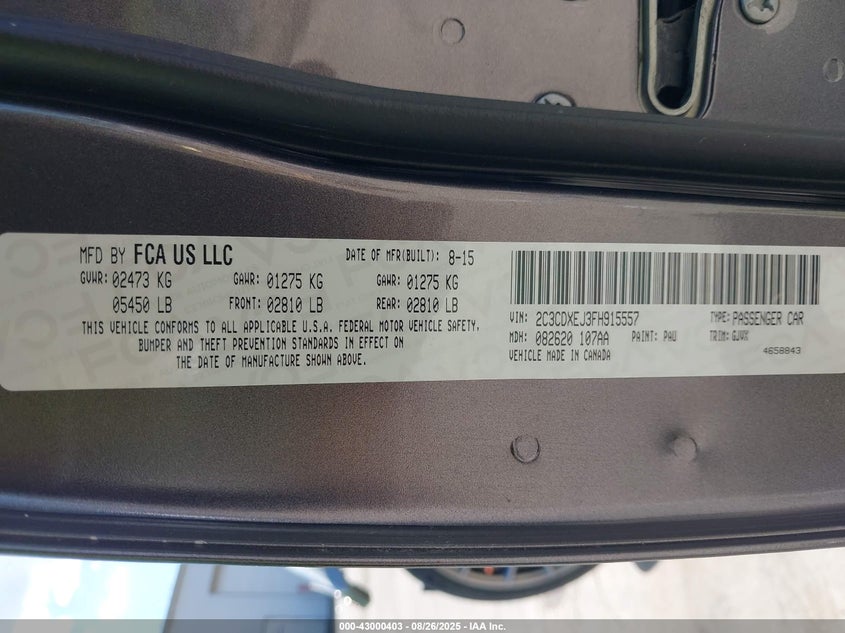 MFD BY FCA US LLC DATE OF MFR(BUILT): 8-15
GVWR: 02473 KG GAWR: 01275 KG GAWR: 01275 KG
05450 LB FRONT: 02810 LB REAR: 02810 LB
THIS VEHICLE CONFORMS TO ALL APPLICABLE U.S.A. FEDERAL MOTOR VEHICLE SAFETY,
BUMPER AND THEFT PREVENTION STANDARDS IN EFFECT ON
THE DATE OF MANUFACTURE SHOWN ABOVE.
VIN: 2C3CDXEJ3FH915557 TYPE: PASSENGER CAR
MDH: 082620 107AA PAINT: PAU TRIM: GJVX
VEHICLE MADE IN CANADA 4658843
000-43000403 | 08/26/2025 - IAA Inc.